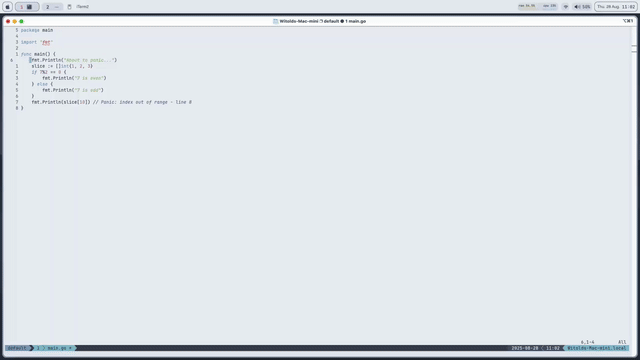 1
2
iTerm2
50%
Thu, 28 Aug 11:02
Witolds-Mac-mini default ● 1 main.go
5 package main
4
3 import "fmt"
2
1 func main() {
6 fmt.Println("About to panic...")
1 slice := []int{1, 2, 3}
2 if 7%2 == 0 {
3 fmt.Println("7 is even")
4 } else {
5 fmt.Println("7 is odd")
6 }
7 fmt.Println(slice[10]) // Panic: index out of range - line 8
8 }
6,1-4 All
default 1 main.go 2025-08-28 11:02 Witolds-Mac-mini.local